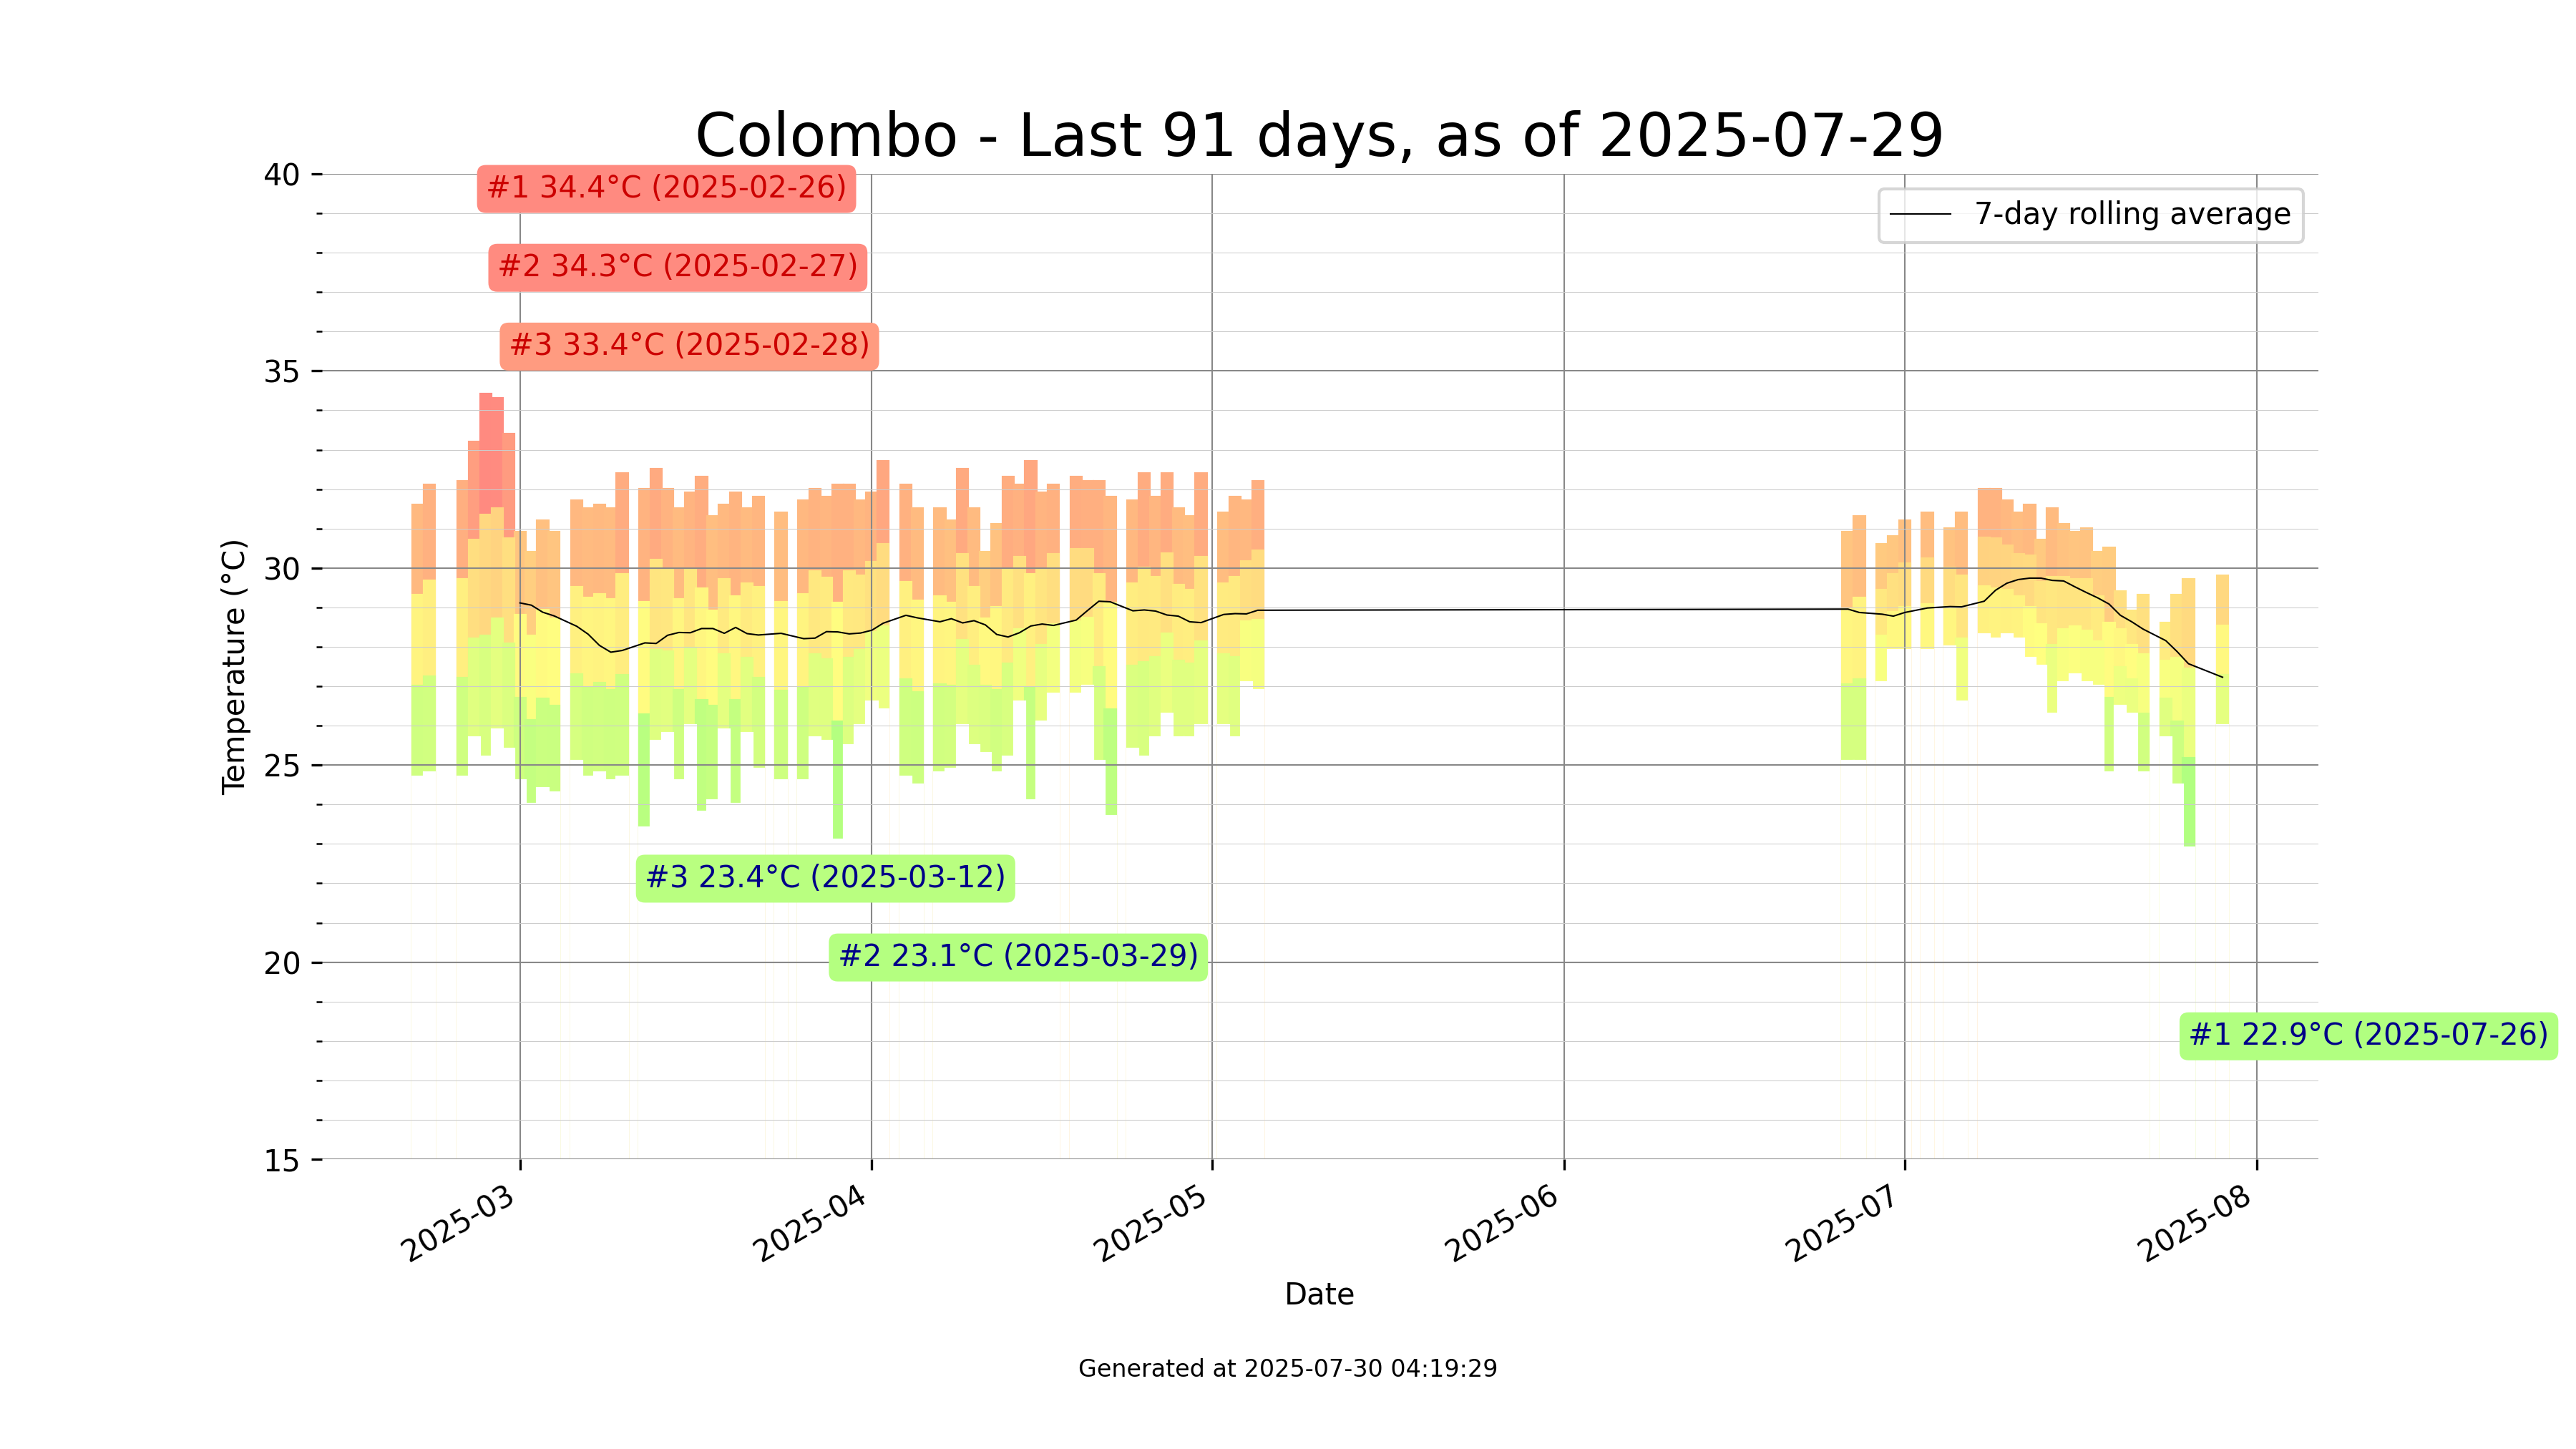 Colombo - Last 91 days, as of 2025-07-29
40
#1 34.4°C (2025-02-26)
7-day rolling average
#2 34.3°C (2025-02-27)
#3 33.4°C (2025-02-28)
35
30
Temperature (°C)
25
#3 23.4°C (2025-03-12)
#2 23.1°C (2025-03-29)
20
#1 22.9°C (2025-07-26)
15
2025-03
2025-04
2025-05
2025-06
2025-07
2025-08
Date
Generated at 2025-07-30 04:19:29